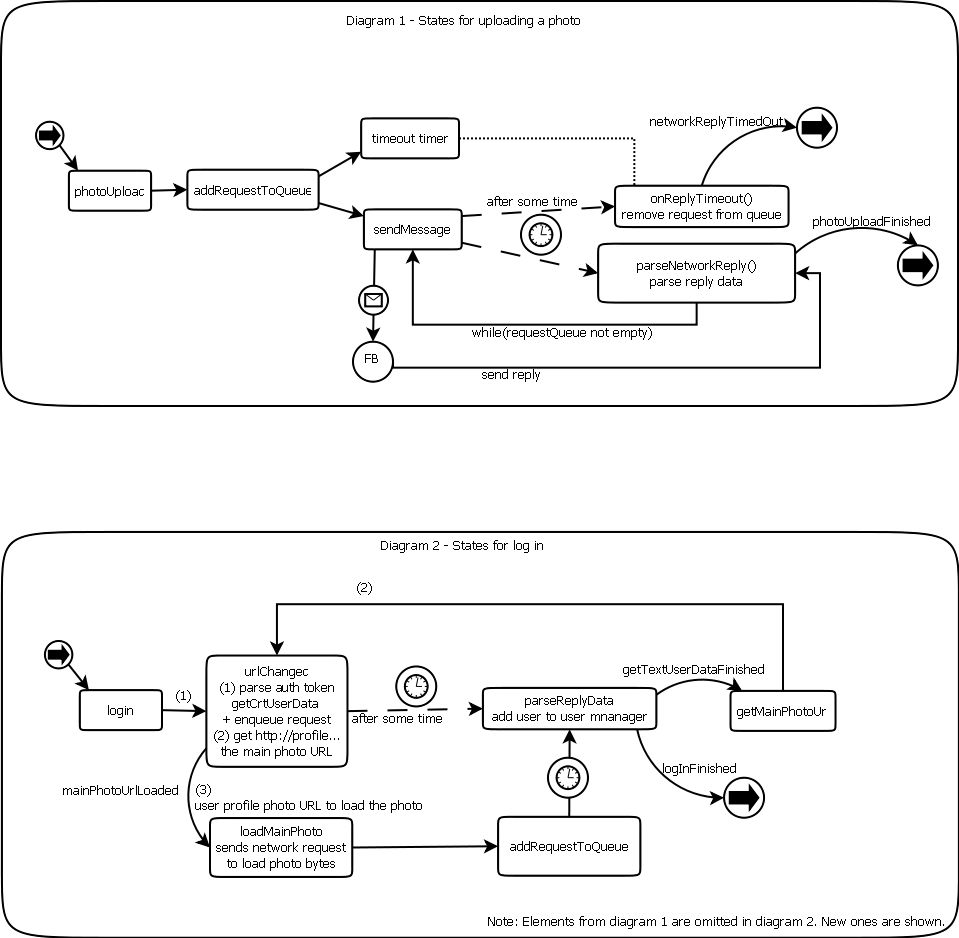 Diagram 1 - States for uploading a photo
networkReplyTimedOut
timeout timer
photoUploac
addRequestToQueue
after some time
onReplyTimeout()
remove request from queue
photoUploadFinished
sendMessage
parseNetworkReply()
parse reply data
while(requestQueue not empty)
FB
send reply
Diagram 2 - States for log in
(2)
urlChangec
(1) parse auth token
getCrtUserData
+ enqueue request
(2) get http://profile...
the main photo URL
(1)
login
after some time
getTextUserDataFinished
parseReplyData
add user to user mnanager
getMainPhotoUr
logInFinished
mainPhotoUrlLoaded
(3)
user profile photo URL to load the photo
loadMainPhoto
sends network request
to load photo bytes
addRequestToQueue
Note: Elements from diagram 1 are omitted in diagram 2. New ones are shown.